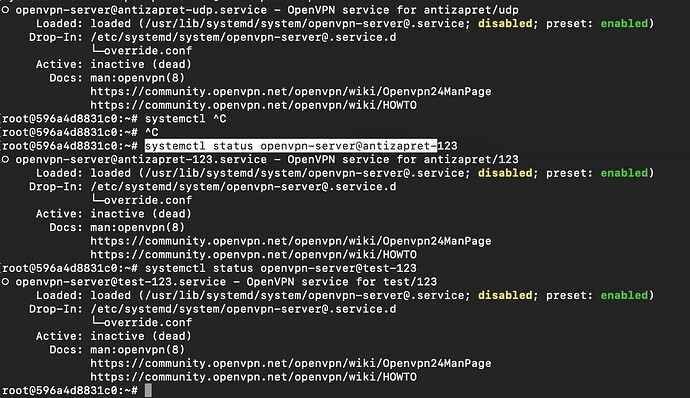 ○ openvpn-server@antizapret-udp.service - OpenVPN service for antizapret/udp
Loaded: loaded (/usr/lib/systemd/system/openvpn-server@.service; disabled; preset: enabled)
Drop-In: /etc/systemd/system/openvpn-server@.service.d
└─override.conf
Active: inactive (dead)
Docs: man:openvpn(8)
https://community.openvpn.net/openvpn/wiki/Openvpn24ManPage
https://community.openvpn.net/openvpn/wiki/HOWTO
[root@596a4d8831c0:~# systemctl ^C
[root@596a4d8831c0:~# ^C
[root@596a4d8831c0:~# systemctl status openvpn-server@antizapret-123
○ openvpn-server@antizapret-123.service - OpenVPN service for antizapret/123
Loaded: loaded (/usr/lib/systemd/system/openvpn-server@.service; disabled; preset: enabled)
Drop-In: /etc/systemd/system/openvpn-server@.service.d
└─override.conf
Active: inactive (dead)
Docs: man:openvpn(8)
https://community.openvpn.net/openvpn/wiki/Openvpn24ManPage
https://community.openvpn.net/openvpn/wiki/HOWTO
[root@596a4d8831c0:~# systemctl status openvpn-server@test-123
○ openvpn-server@test-123.service - OpenVPN service for test/123
Loaded: loaded (/usr/lib/systemd/system/openvpn-server@.service; disabled; preset: enabled)
Drop-In: /etc/systemd/system/openvpn-server@.service.d
└─override.conf
Active: inactive (dead)
Docs: man:openvpn(8)
https://community.openvpn.net/openvpn/wiki/Openvpn24ManPage
https://community.openvpn.net/openvpn/wiki/HOWTO
root@596a4d8831c0:~#